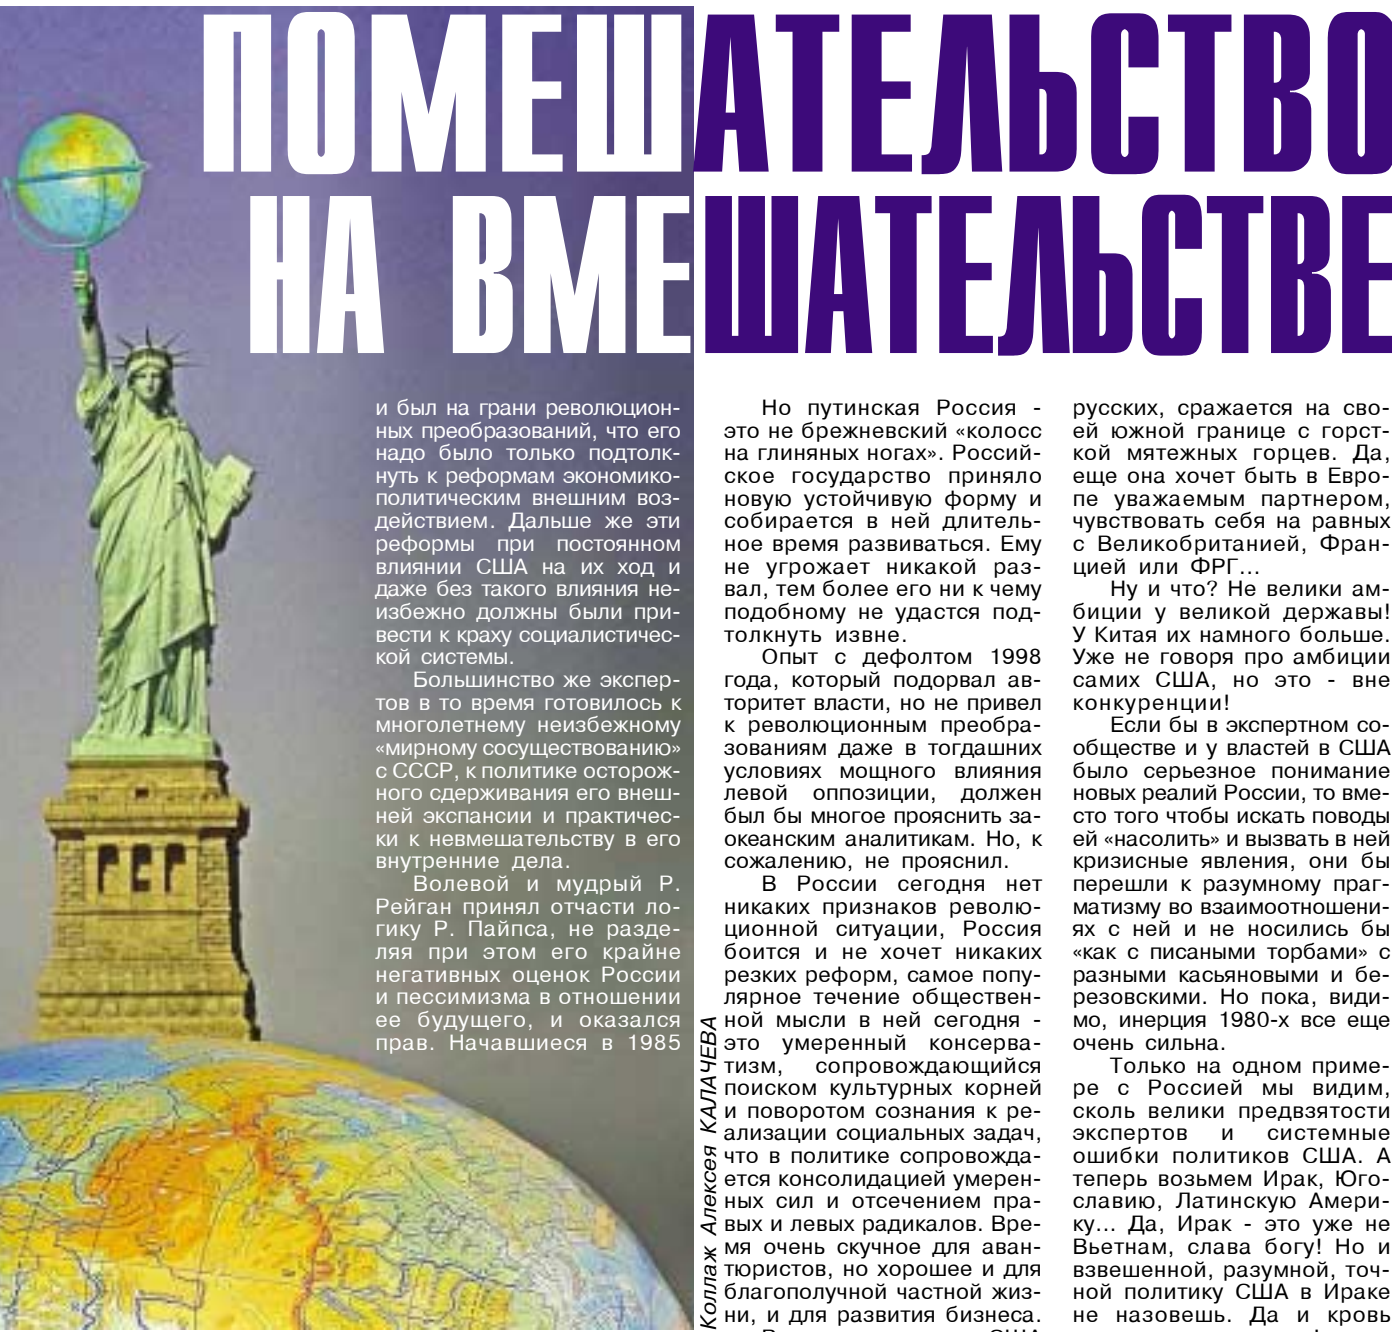 ПОМЕШАТЕЛЬСТВО
НА ВМЕШАТЕЛЬСТВЕ
и был на грани революцион-
ных преобразований, что его
надо было только подтолк-
нуть к реформам экономико-
политическим внешним воз-
действием. Дальше же эти
реформы при постоянном
влиянии США на их ход и
даже без такого влияния не-
избежно должны были при-
вести к краху социалистичес-
кой системы.
Большинство же экспер-
тов в то время готовилось к
многолетнему неизбежному
«мирному сосуществованию»
с СССР, к политике осторож-
ного сдерживания его внеш-
ней экспансии и практичес-
ки к невмешательству в его
внутренние дела.
Волевой и мудрый Р.
Рейган принял отчасти ло-
гику Р. Пайпса, не разде-
ляя при этом его крайне
негативных оценок России
и пессимизма в отношении
ее будущего, и оказался
прав. Начавшиеся в 1985
Коллаж Алексея КАЛАЧЕВА
Но путинская Россия -
это не брежневский «колосс
на глиняных ногах». Россий-
ское государство приняло
новую устойчивую форму и
собирается в ней длитель-
ное время развиваться. Ему
не угрожает никакой раз-
вал, тем более его ни к чему
подобному не удастся под-
толкнуть извне.
Опыт с дефолтом 1998
года, который подорвал ав-
торитет власти, но не привел
к революционным преобра-
зованиям даже в тогдашних
условиях мощного влияния
левой оппозиции, должен
был бы многое прояснить за-
океанским аналитикам. Но, к
сожалению, не прояснил.
В России сегодня нет
никаких признаков револю-
ционной ситуации, Россия
боится и не хочет никаких
резких реформ, самое попу-
лярное течение обществен-
ной мысли в ней сегодня -
это умеренный консерва-
тизм, сопровождающийся
поиском культурных корней
и поворотом сознания к ре-
ализации социальных задач,
что в политике сопровожда-
ется консолидацией умерен-
ных сил и отсечением пра-
вых и левых радикалов. Вре-
мя очень скучное для аван-
тюристов, но хорошее и для
благополучной частной жиз-
ни, и для развития бизнеса.
русских, сражается на сво-
ей южной границе с горст-
кой мятежных горцев. Да,
еще она хочет быть в Евро-
пе уважаемым партнером,
чувствовать себя на равных
с Великобританией, Фран-
цией или ФРГ...
Ну и что? Не велики ам-
биции у великой державы!
У Китая их намного больше.
Уже не говоря про амбиции
самих США, но это - вне
конкуренции!
Если бы в экспертном со-
обществе и у властей в США
было серьезное понимание
новых реалий России, то вме-
сто того чтобы искать поводы
ей «насолить» и вызвать в ней
кризисные явления, они бы
перешли к разумному праг-
матизму во взаимоотношени-
ях с ней и не носились бы
«как с писаными торбами» с
разными касьяновыми и бе-
резовскими. Но пока, види-
мо, инерция 1980-х все еще
очень сильна.
Только на одном приме-
ре с Россией мы видим,
сколь велики предвзятости
экспертов и системные
ошибки политиков США. А
теперь возьмем Ирак, Юго-
славию, Латинскую Амери-
ку... Да, Ирак - это уже не
Вьетнам, слава богу! Но и
взвешенной, разумной, точ-
ной политику США в Ираке
не назовешь. Да и кровь